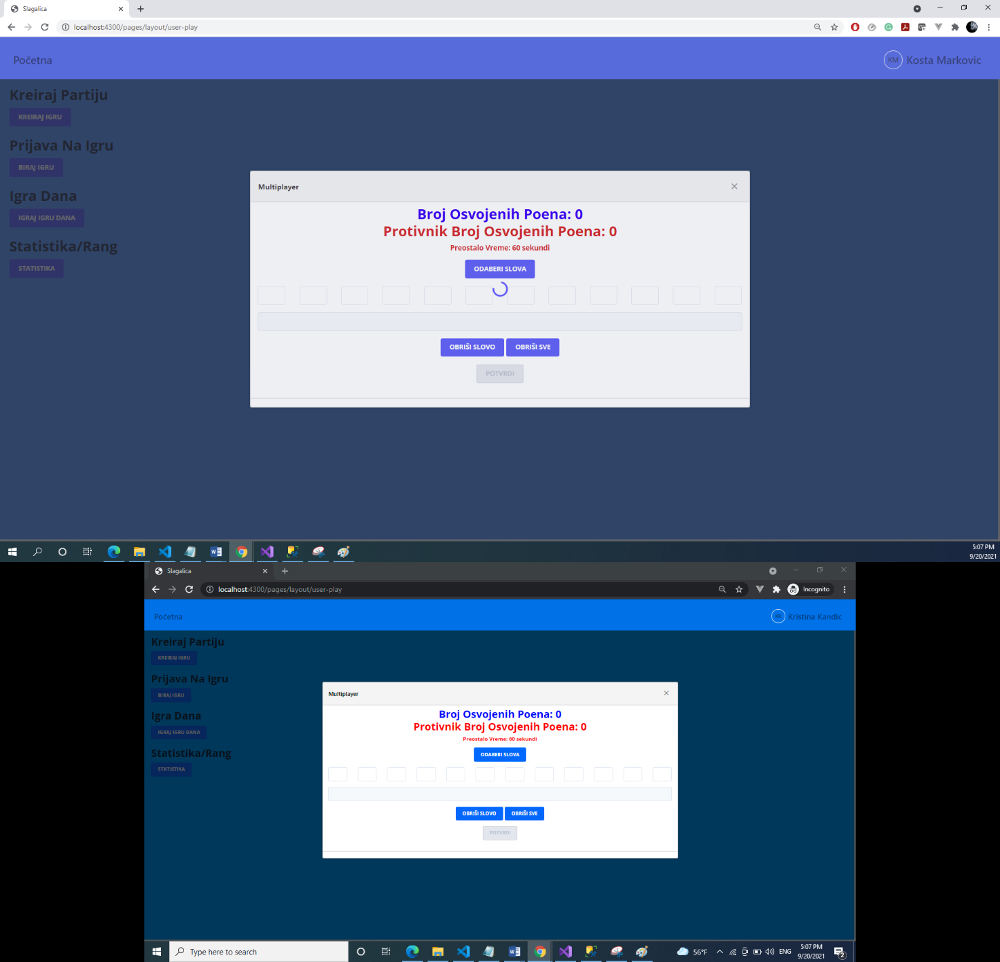 Slagalica
localhost:4300/pages/layout/user-play
Početna
KM Kosta Markovic
Kreiraj Partiju
KREIRAJ IGRU
Prijava Na Igru
BIRAJ IGRU
Igra Dana
IGRAJ IGRU DANA
Statistika/Rang
STATISTIKA
Multiplayer
Broj Osvojenih Poena: 0
Protivnik Broj Osvojenih Poena: 0
Preostalo Vreme: 60 sekundi
ODABERI SLOVA
OBRIŠI SLOVO OBRIŠI SVE
POTVRDI
5:07 PM
9/20/2021
Slagalica
localhost:4300/pages/layout/user-play
Incognito
Početna
KK Kristina Kandic
Kreiraj Partiju
KREIRAJ IGRU
Prijava Na Igru
BIRAJ IGRU
Igra Dana
IGRAJ IGRU DANA
Statistika/Rang
STATISTIKA
Multiplayer
Broj Osvojenih Poena: 0
Protivnik Broj Osvojenih Poena: 0
Preostalo Vreme: 60 sekundi
ODABERI SLOVA
OBRIŠI SLOVO OBRIŠI SVE
POTVRDI
Type here to search
56°F
ENG
5:07 PM
9/20/2021
2